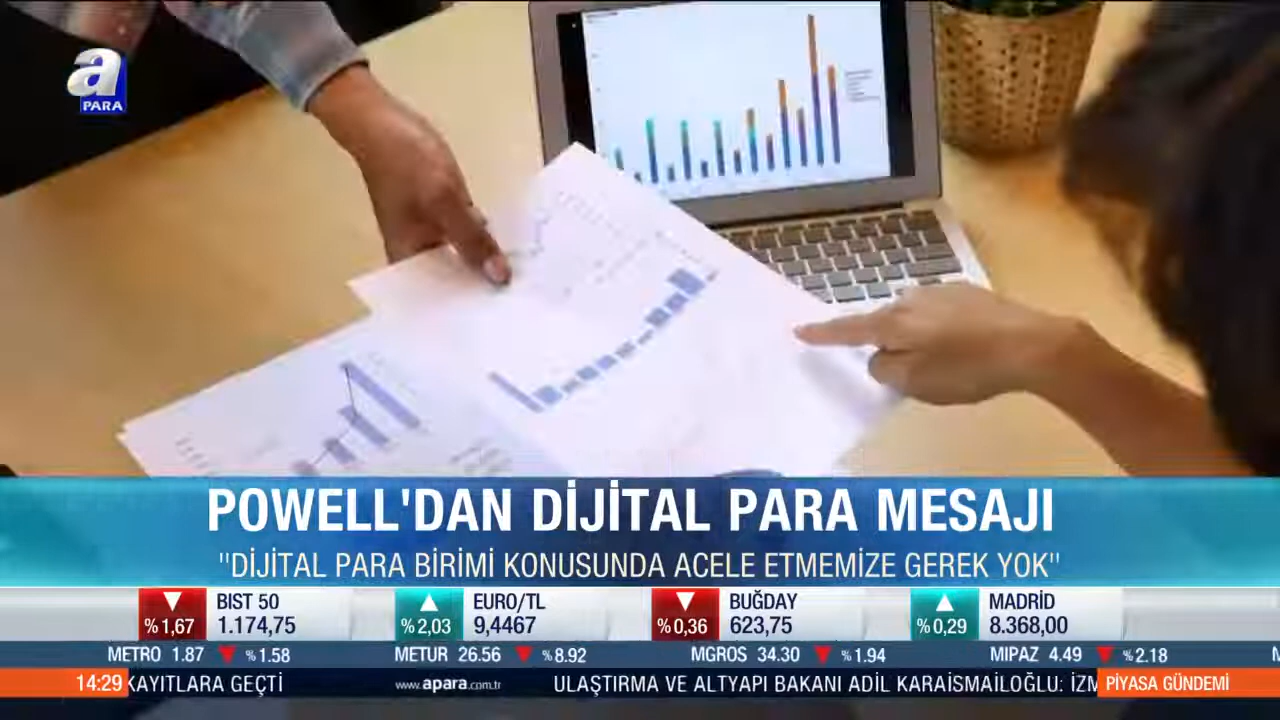 a
PARA
POWELL'DAN DİJİTAL PARA MESAJI
"DİJİTAL PARA BİRİMİ KONUSUNDA ACELE ETMEMİZE GEREK YOK"
%1,67 BIST 50 1.174,75
%2,03 EURO/TL 9,4467
%0,36 BUĞDAY 623,75
%0,29 MADRİD 8.368,00
METRO 1.87 %1.58 METUR 26.56 %8.92 MGROS 34.30 %1.94 MIPAZ 4.49 %2.18
14:29 KAYITLARA GEÇTİ www.apara.com.tr ULAŞTIRMA VE ALTYAPI BAKANI ADİL KARAİSMAİLOĞLU: İZM PİYASA GÜNDEMİ